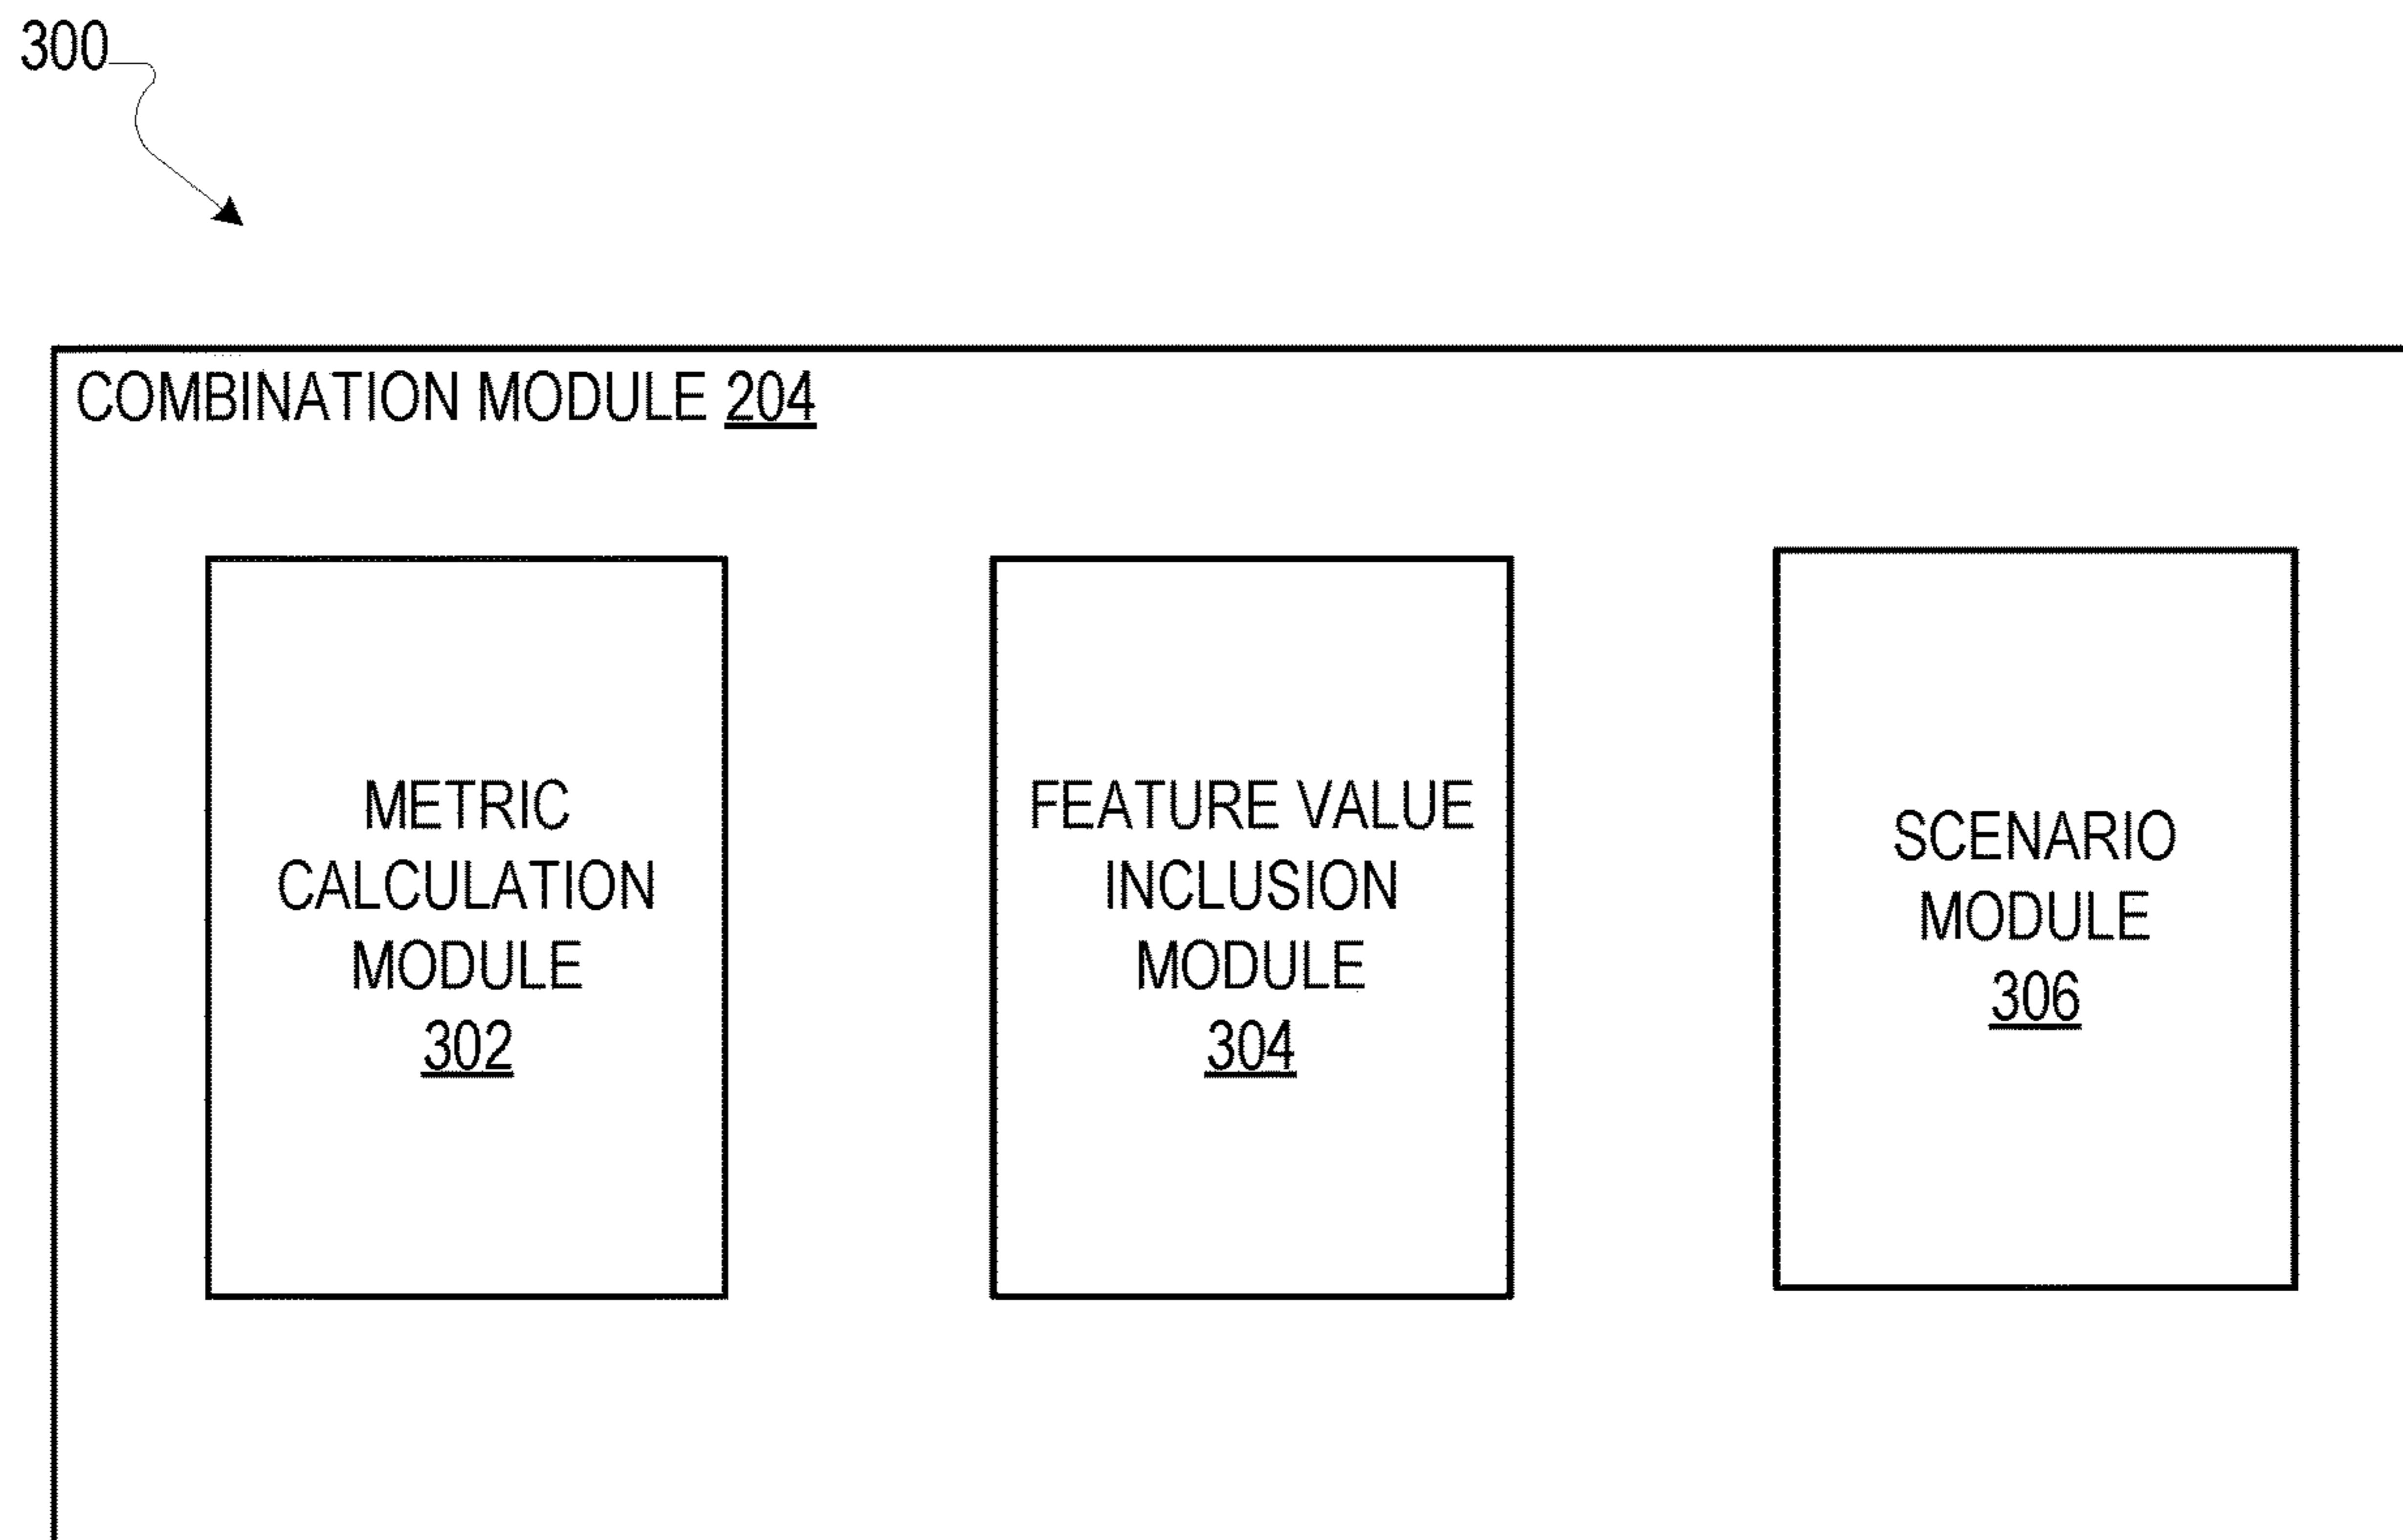 300
COMBINATION MODULE 204
METRIC
CALCULATION
MODULE
302
FEATURE VALUE
INCLUSION
MODULE
304
SCENARIO
MODULE
306